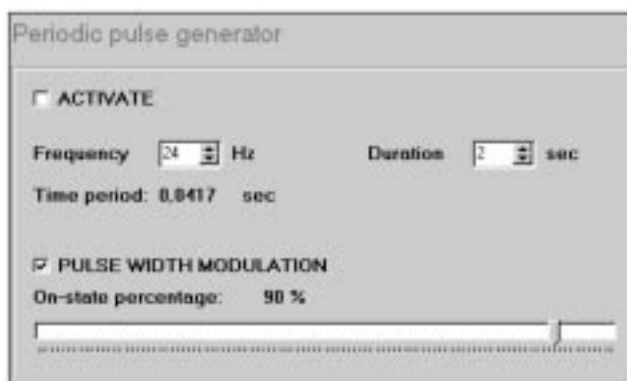 Periodic pulse generator
ACTIVATE
Frequency 24 Hz Duration 2 sec
Time period: 0,0417 sec
PULSE WIDTH MODULATION
On-state percentage: 90 %